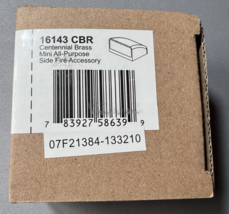 16143 CBR
Centennial Brass
Mini All-Purpose
Side Fire Accessory
7 83927 58639 9
07F21384-133210